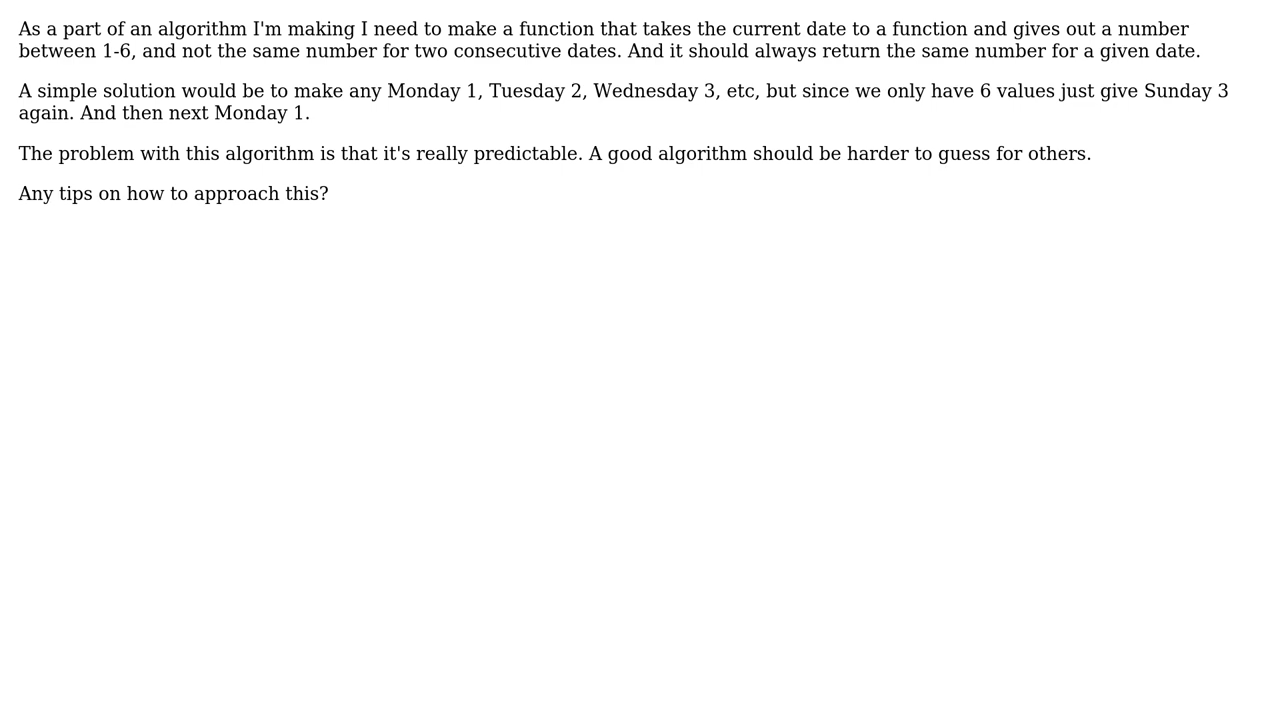 As a part of an algorithm I'm making I need to make a function that takes the current date to a function and gives out a number
between 1-6, and not the same number for two consecutive dates. And it should always return the same number for a given date.
A simple solution would be to make any Monday 1, Tuesday 2, Wednesday 3, etc, but since we only have 6 values just give Sunday 3
again. And then next Monday 1.
The problem with this algorithm is that it's really predictable. A good algorithm should be harder to guess for others.
Any tips on how to approach this?